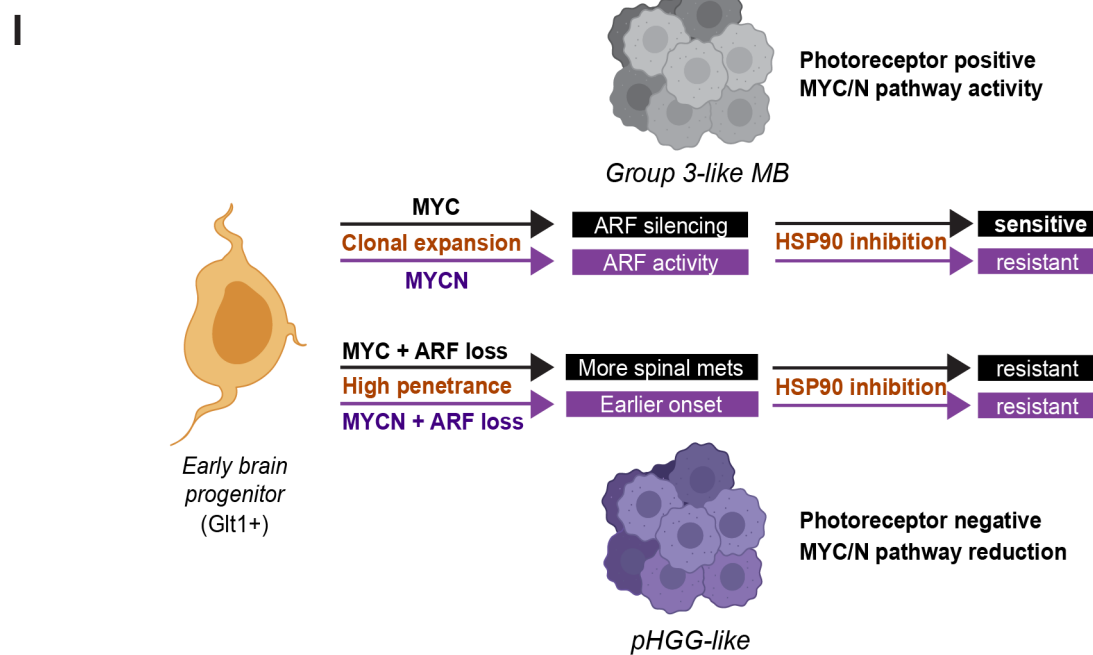 I
Photoreceptor positive
MYC/N pathway activity
Group 3-like MB
MYC
Clonal expansion
MYCN
ARF silencing
ARF activity
HSP90 inhibition
sensitive
resistant
MYC + ARF loss
High penetrance
MYCN + ARF loss
More spinal mets
Earlier onset
HSP90 inhibition
resistant
resistant
Early brain
progenitor
(Glt1+)
Photoreceptor negative
MYC/N pathway reduction
pHGG-like